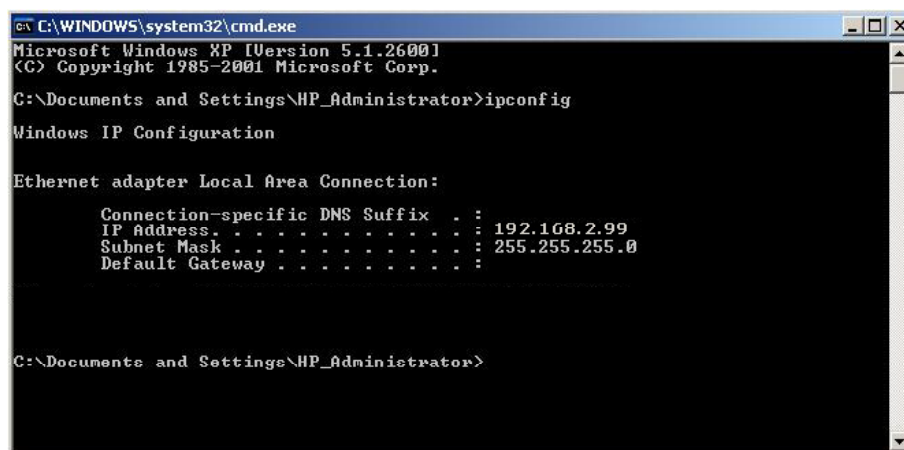 C:\WINDOWS\system32\cmd.exe
Microsoft Windows XP [Version 5.1.2600]
(C) Copyright 1985-2001 Microsoft Corp.
C:\Documents and Settings\HP_Administrator>ipconfig
Windows IP Configuration
Ethernet adapter Local Area Connection:
Connection-specific DNS Suffix . :
IP Address. . . . . . . . . . . . : 192.168.2.99
Subnet Mask . . . . . . . . . . . : 255.255.255.0
Default Gateway . . . . . . . . . :
C:\Documents and Settings\HP_Administrator>